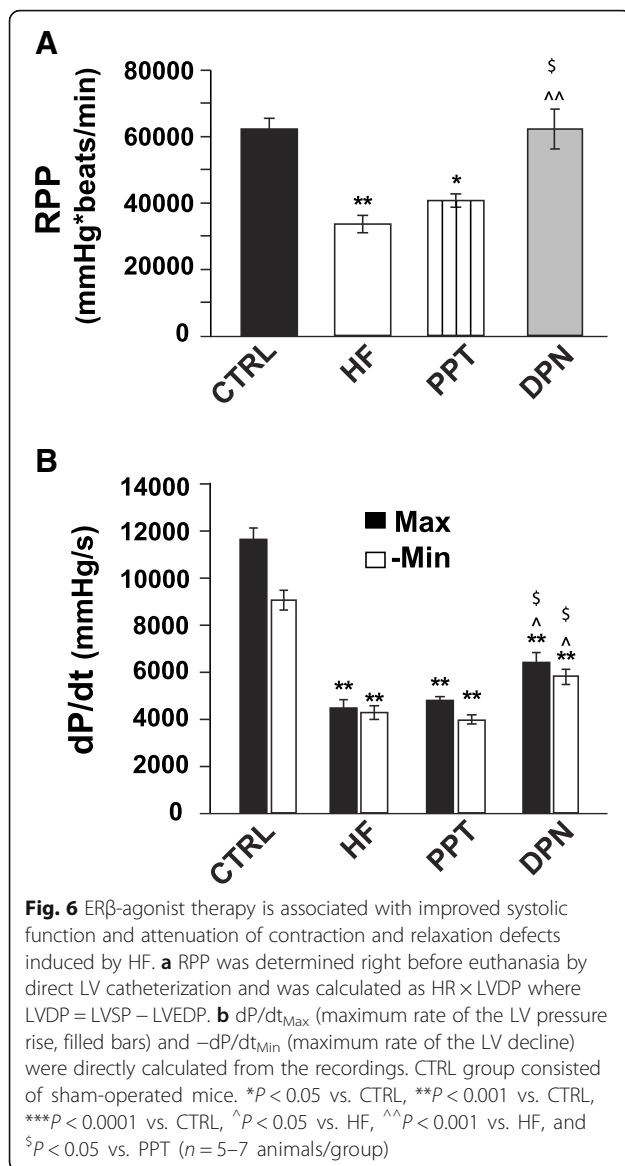 A
80000
60000
40000
20000
0
RPP
(mmHg*beats/min)
**
*
$
^^
CTRL
HF
PPT
DPN
B
14000
12000
10000
8000
6000
4000
2000
0
dP/dt (mmHg/s)
Max
-Min
** **
** **
$ $
^ ^
** **
CTRL
HF
PPT
DPN
Fig. 6 ERβ-agonist therapy is associated with improved systolic
function and attenuation of contraction and relaxation defects
induced by HF. a RPP was determined right before euthanasia by
direct LV catheterization and was calculated as HR × LVDP where
LVDP = LVSP − LVEDP. b dP/dtMax (maximum rate of the LV pressure
rise, filled bars) and −dP/dtMin (maximum rate of the LV decline)
were directly calculated from the recordings. CTRL group consisted
of sham-operated mice. *P < 0.05 vs. CTRL, **P < 0.001 vs. CTRL,
***P < 0.0001 vs. CTRL, ^P < 0.05 vs. HF, ^^P < 0.001 vs. HF, and
$P < 0.05 vs. PPT (n = 5–7 animals/group)